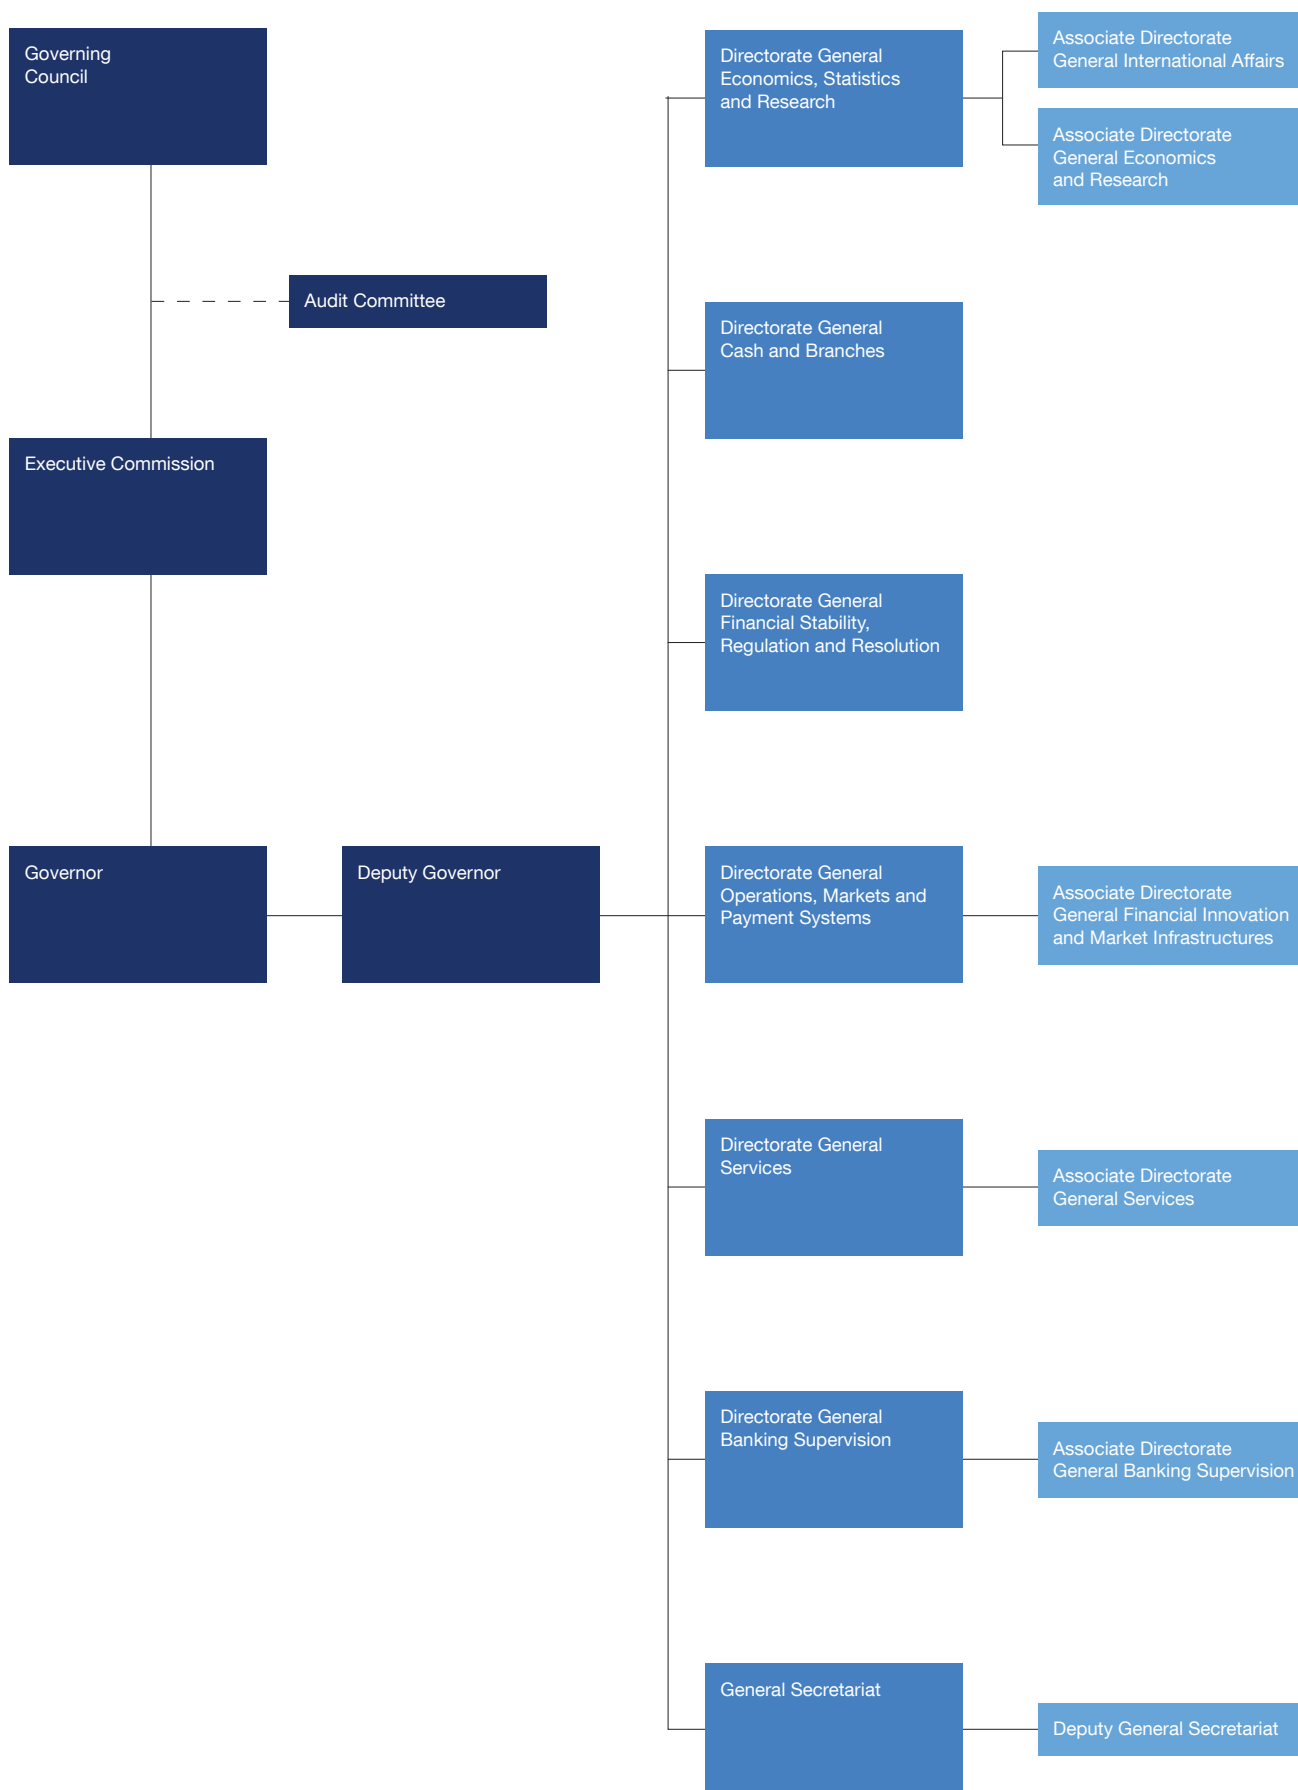 Governing
Council
Audit Committee
Executive Commission
Governor
Deputy Governor
Directorate General
Economics, Statistics
and Research
Associate Directorate
General International Affairs
Associate Directorate
General Economics
and Research
Directorate General
Cash and Branches
Directorate General
Financial Stability,
Regulation and Resolution
Directorate General
Operations, Markets and
Payment Systems
Associate Directorate
General Financial Innovation
and Market Infrastructures
Directorate General
Services
Associate Directorate
General Services
Directorate General
Banking Supervision
Associate Directorate
General Banking Supervision
General Secretariat
Deputy General Secretariat